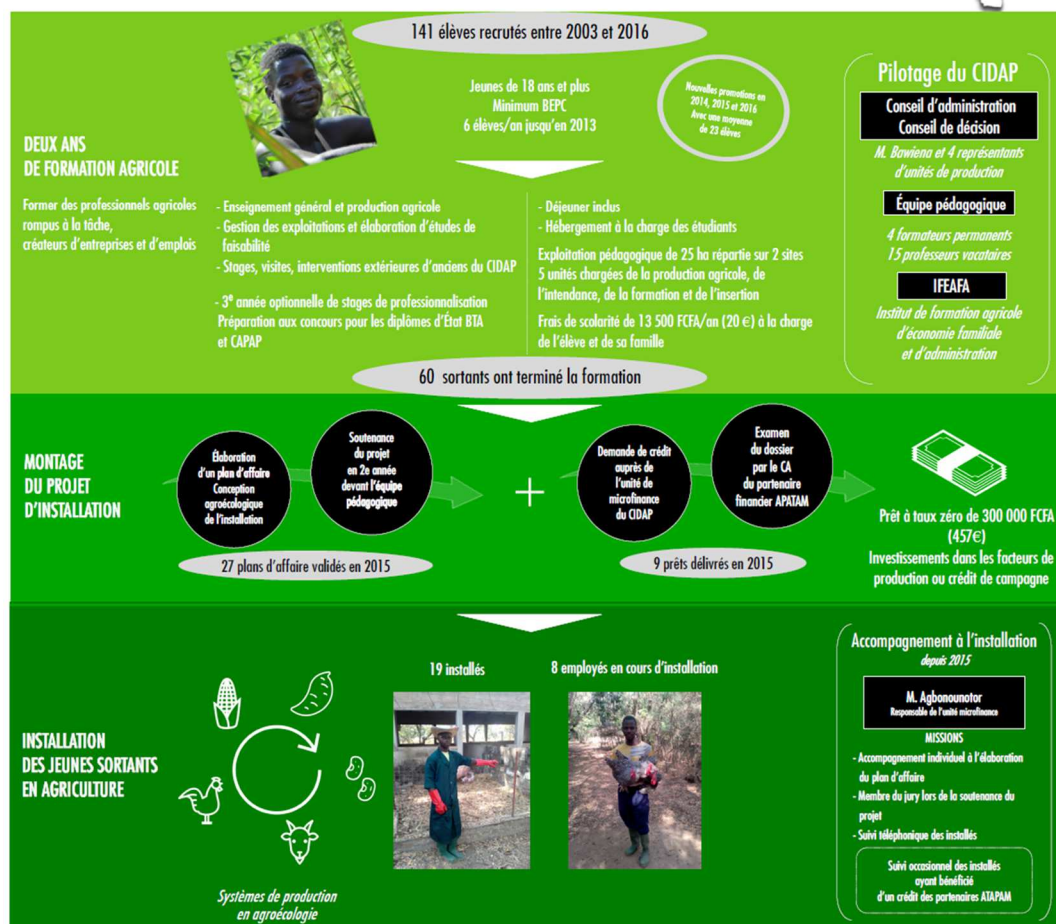 141 élèves recrutés entre 2003 et 2016
Jeunes de 18 ans et plus
Minimum BEPC
6 élèves/an jusqu'en 2013
Nouvelles promotions en
2014, 2015 et 2016
Avec une moyenne
de 23 élèves
DEUX ANS
DE FORMATION AGRICOLE
Former des professionnels agricoles
rompus à la tâche,
créateurs d'entreprises et d'emplois
- Enseignement général et production agricole
- Gestion des exploitations et élaboration d'études de
faisabilité
- Stages, visites, interventions extérieures d'anciens du CIDAP
- 3e année optionnelle de stages de professionnalisation
Préparation aux concours pour les diplômes d'État BTA
et CAPAP
- Déjeuner inclus
- Hébergement à la charge des étudiants
Exploitation pédagogique de 25 ha répartie sur 2 sites
5 unités chargées de la production agricole, de
l'intendance, de la formation et de l'insertion
Frais de scolarité de 13 500 FCFA/an (20 €) à la charge
de l'élève et de sa famille
Pilotage du CIDAP
Conseil d'administration
Conseil de décision
M. Bawiena et 4 représentants
d'unités de production
Équipe pédagogique
4 formateurs permanents
15 professeurs vacataires
IFEAFA
Institut de formation agricole
d'économie familiale
et d'administration
60 sortants ont terminé la formation
MONTAGE
DU PROJET
D'INSTALLATION
Élaboration
d'un plan d'affaire
Conception
agroécologique
de l'installation
Soutenance
du projet
en 2e année
devant l'équipe
pédagogique
27 plans d'affaire validés en 2015
+
Demande de crédit
auprès de
l'unité de
microfinance
du CIDAP
Examen
du dossier
par le CA
du partenaire
financier APATAM
9 prêts délivrés en 2015
Prêt à taux zéro de 300 000 FCFA
(457€)
Investissements dans les facteurs de
production ou crédit de campagne
INSTALLATION
DES JEUNES SORTANTS
EN AGRICULTURE
Systèmes de production
en agroécologie
19 installés
8 employés en cours d'installation
Accompagnement à l'installation
depuis 2015
M. Agbonounotor
Responsable de l'unité microfinance
MISSIONS
- Accompagnement individuel à l'élaboration
du plan d'affaire
- Membre du jury lors de la soutenance du
projet
- Suivi téléphonique des installés
Suivi occasionnel des installés
ayant bénéficié
d'un crédit des partenaires ATAPAM